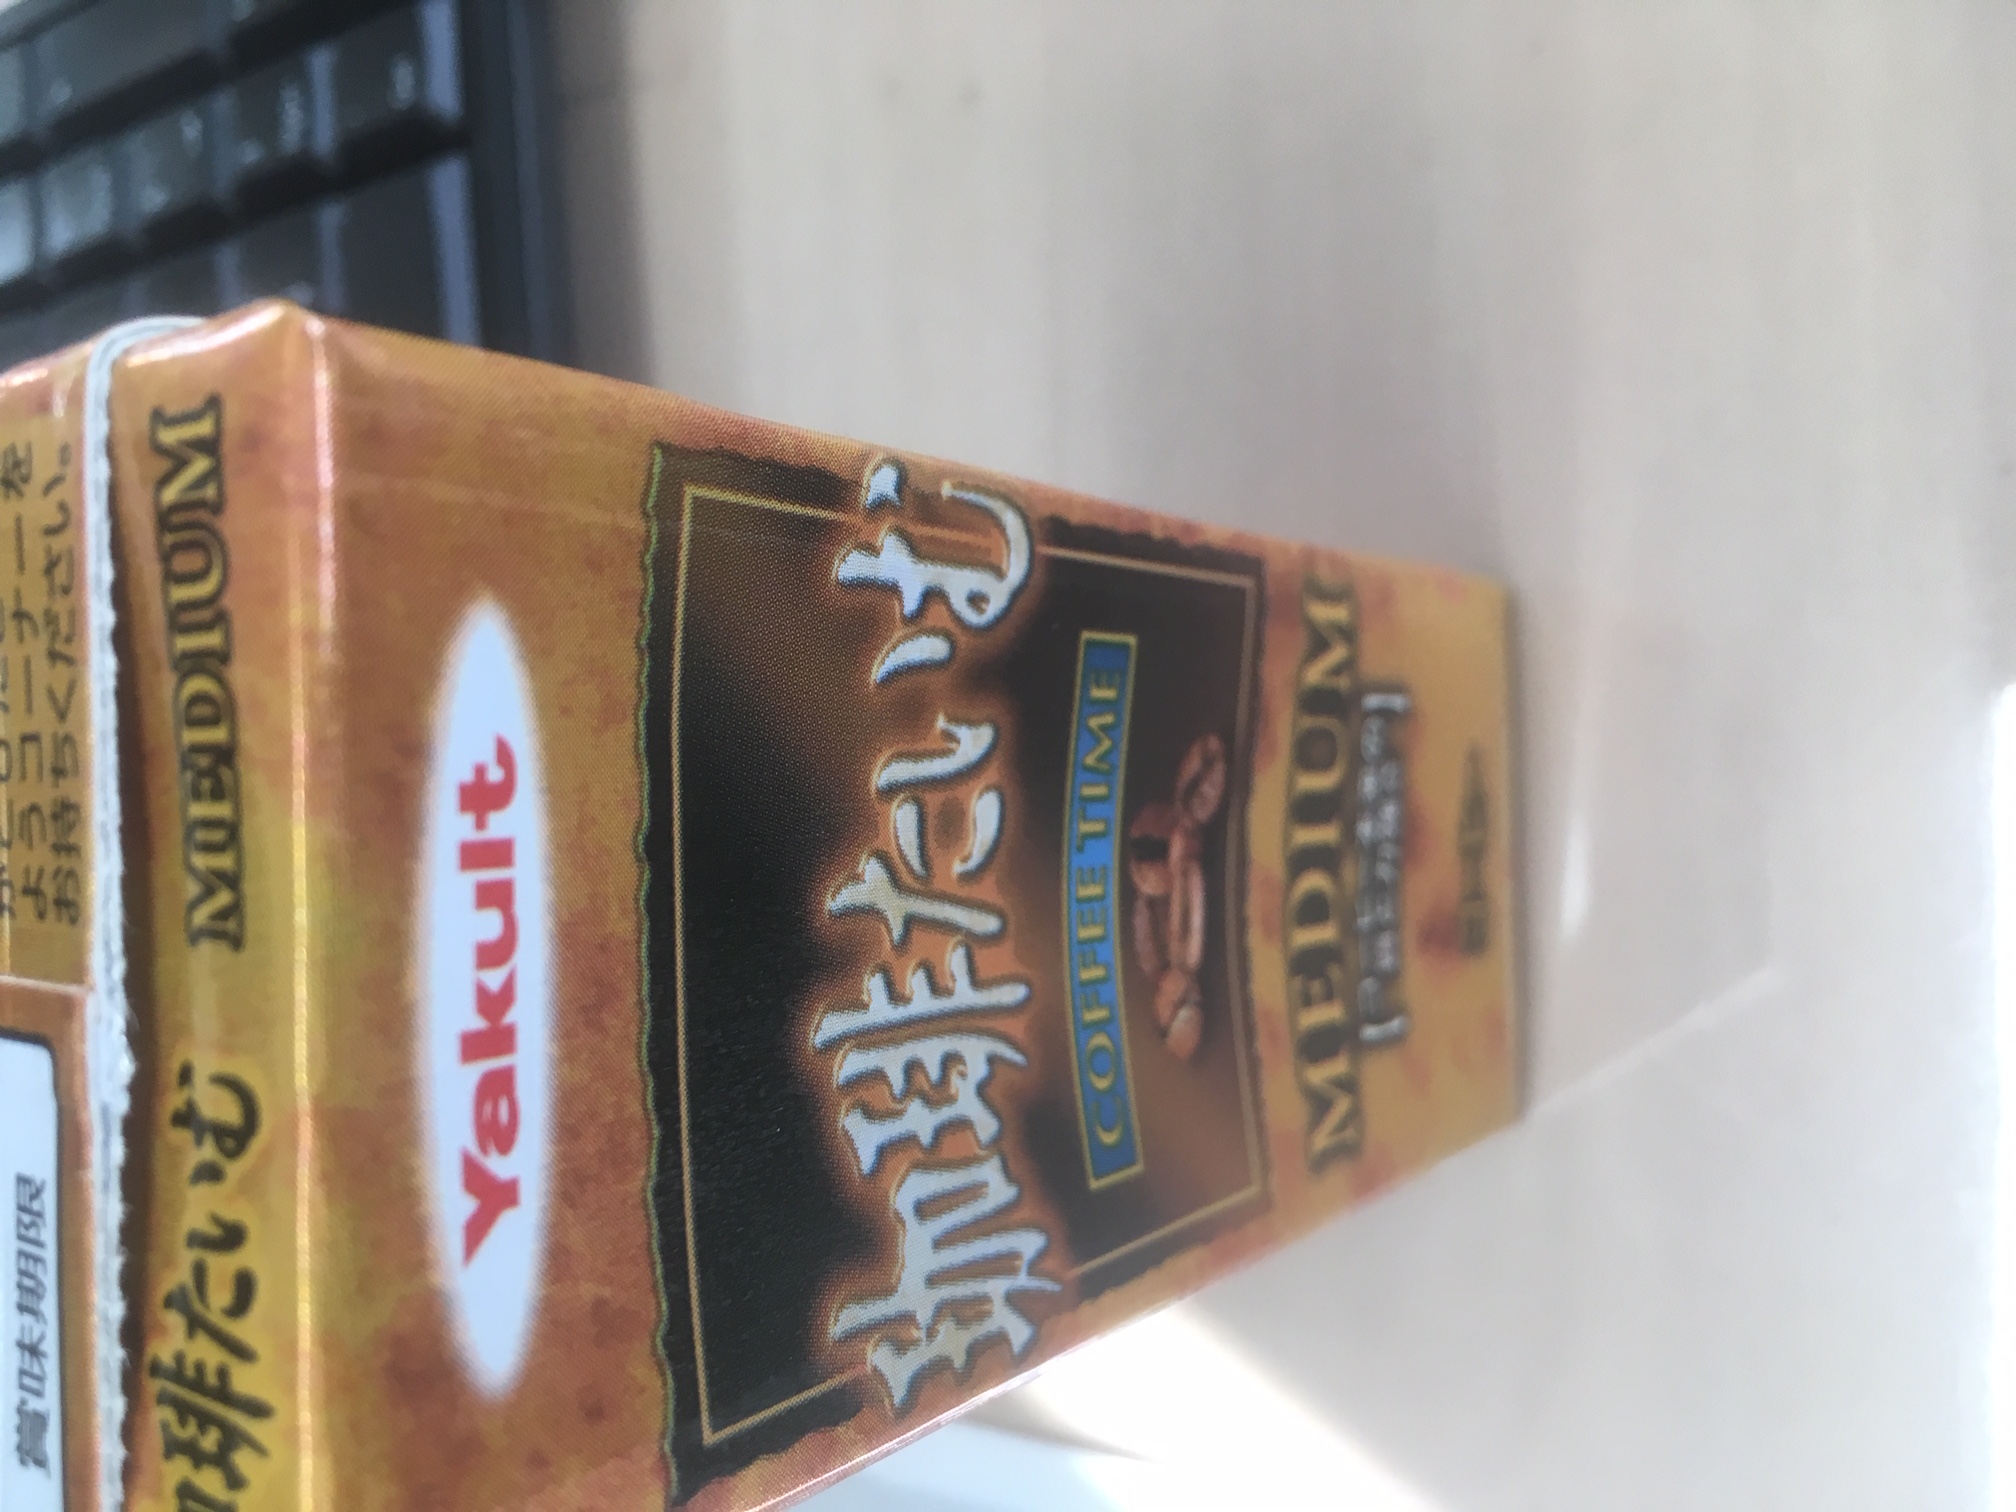 ようコーナーを
お持ちください。
賞味期限
珈琲たいむ MEDIUM
Yakult
珈琲たいむ
COFFEE TIME
MEDIUM